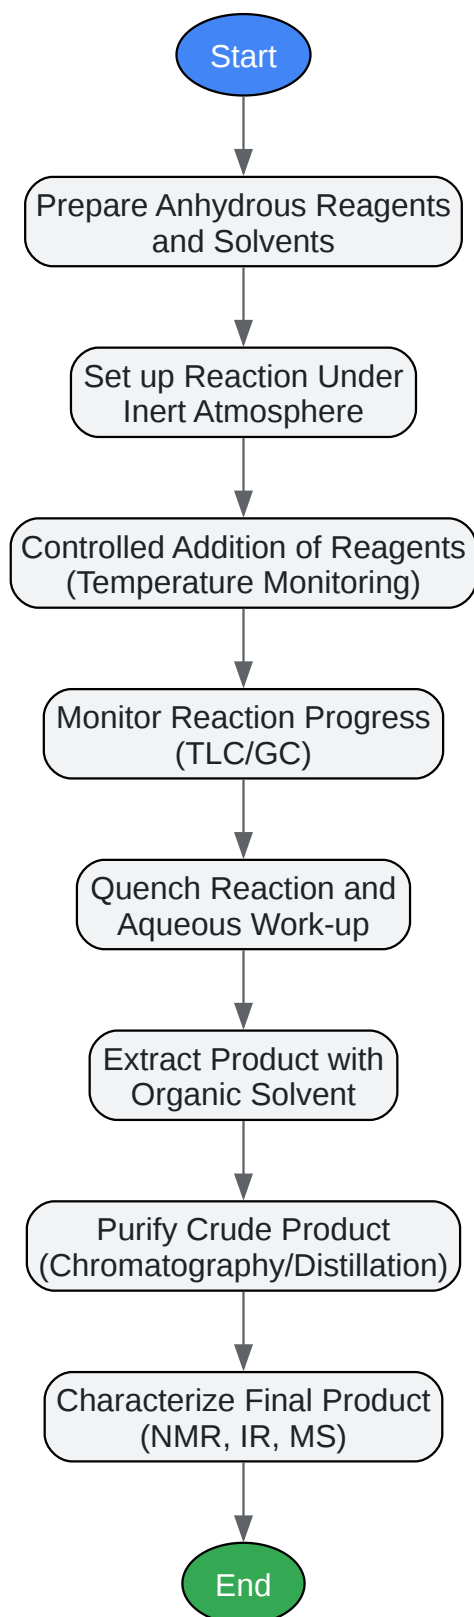 Start
Prepare Anhydrous Reagents
and Solvents
Set up Reaction Under
Inert Atmosphere
Controlled Addition of Reagents
(Temperature Monitoring)
Monitor Reaction Progress
(TLC/GC)
Quench Reaction and
Aqueous Work-up
Extract Product with
Organic Solvent
Purify Crude Product
(Chromatography/Distillation)
Characterize Final Product
(NMR, IR, MS)
End